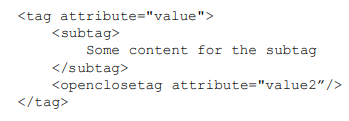 <tag attribute="value">
    <subtag>
        Some content for the subtag
    </subtag>
    <openclosetag attribute="value2”/>
</tag>